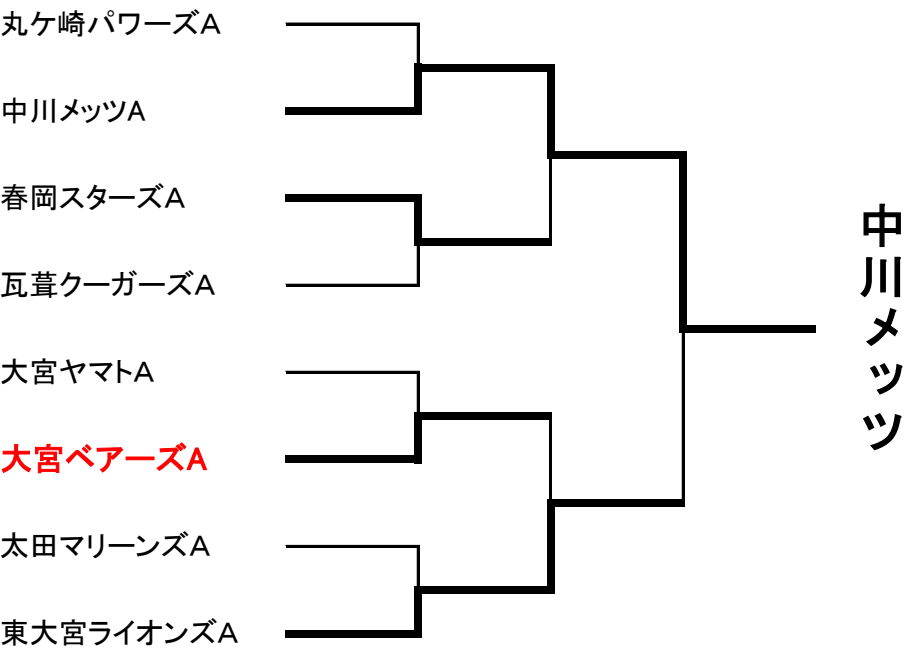 丸ケ崎パワーズA
中川メッツA
春岡スターズA
瓦葺クーガーズA
大宮ヤマトA
大宮ベアーズA
太田マリーンズA
東大宮ライオンズA
中川メッツ